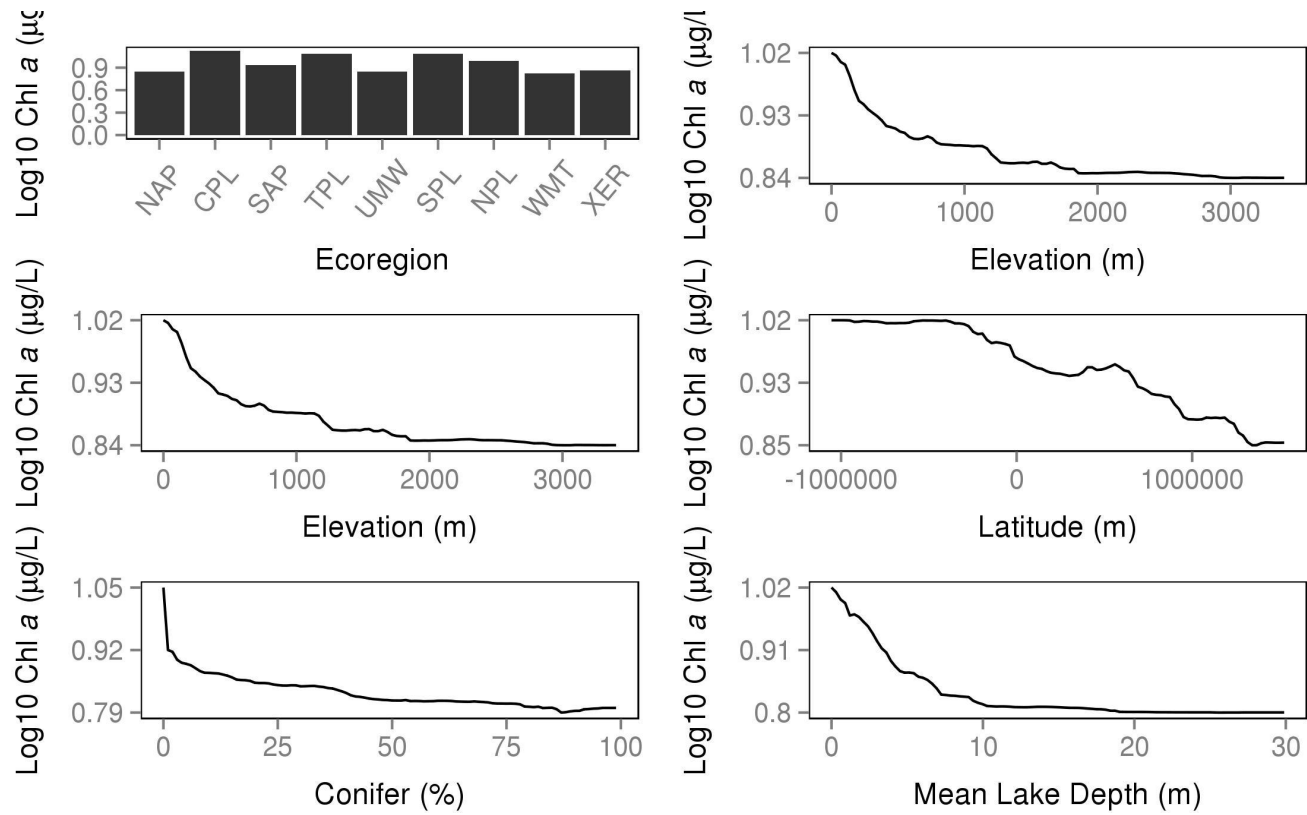 Log10 Chl a (µg
0.9
0.6
0.3
0.0
NAP
CPL
SAP
TPL
UMW
SPL
NPL
WMT
XER
Ecoregion
Log10 Chl a (µg/L
1.02
0.93
0.84
0
1000
2000
3000
Elevation (m)
Log10 Chl a (µg/L)
1.02
0.93
0.84
0
1000
2000
3000
Elevation (m)
Log10 Chl a (µg/L)
1.02
0.93
0.85
-1000000
0
1000000
Latitude (m)
Log10 Chl a (µg/L)
1.05
0.92
0.79
0
25
50
75
100
Conifer (%)
Log10 Chl a (µg/L)
1.02
0.91
0.8
0
10
20
30
Mean Lake Depth (m)